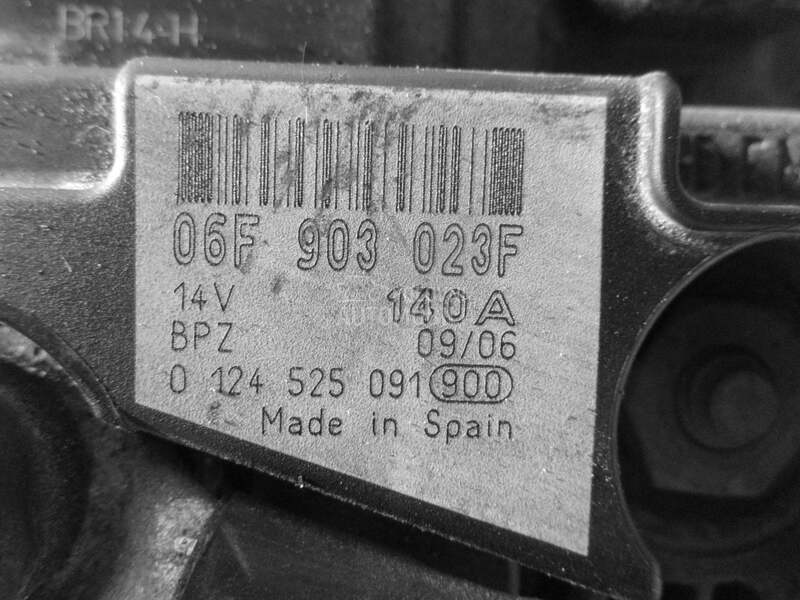 BR14-H
06F 903 023F
14V 140A
BPZ 09/06
0 124 525 091 900
Made in Spain